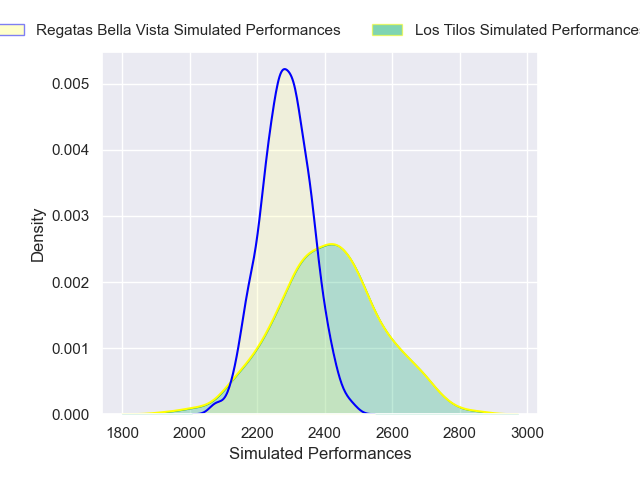 Regatas Bella Vista Simulated Performances Los Tilos Simulated Performances
0.005
0.004
0.003
0.002
0.001
0.000
Density
1800 2000 2200 2400 2600 2800 3000
Simulated Performances